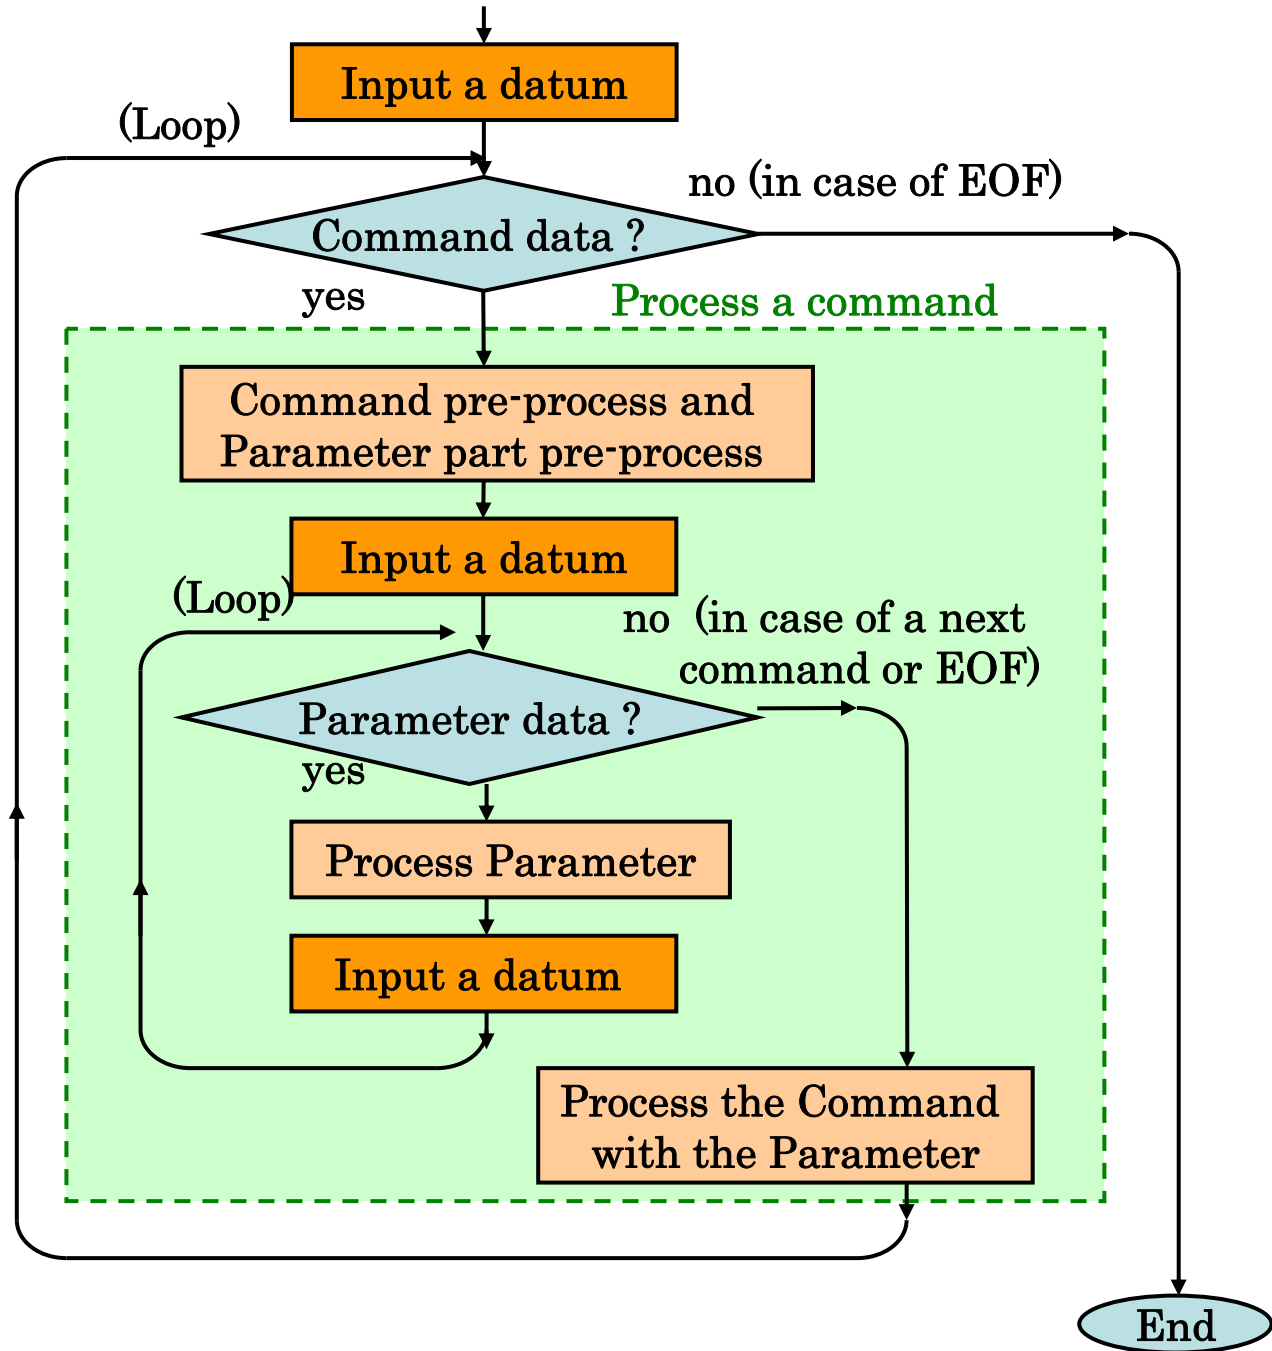 Input a datum
(Loop)
no (in case of EOF)
Command data ?
yes
Process a command
Command pre-process and
Parameter part pre-process
Input a datum
(Loop)
no (in case of a next
command or EOF)
Parameter data ?
yes
Process Parameter
Input a datum
Process the Command
with the Parameter
End